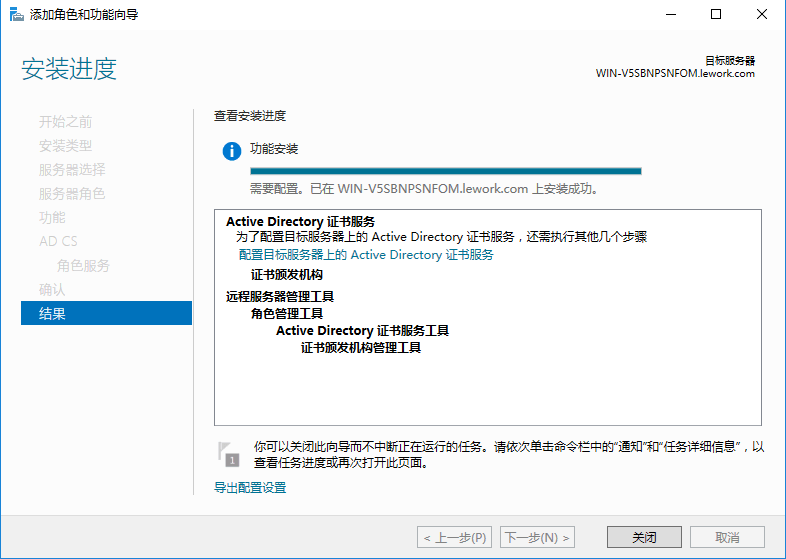 添加角色和功能向导
安装进度
目标服务器
WIN-V5SBNPSNFOM.lework.com
开始之前
安装类型
服务器选择
服务器角色
功能
AD CS
角色服务
确认
结果
查看安装进度
功能安装
需要配置。已在 WIN-V5SBNPSNFOM.lework.com 上安装成功。
Active Directory 证书服务
为了配置目标服务器上的 Active Directory 证书服务，还需执行其他几个步骤
配置目标服务器上的 Active Directory 证书服务
证书颁发机构
远程服务器管理工具
角色管理工具
Active Directory 证书服务工具
证书颁发机构管理工具
1
你可以关闭此向导而不中断正在运行的任务。请依次单击命令栏中的“通知”和“任务详细信息”，以
查看任务进度或再次打开此页面。
导出配置设置
< 上一步(P)
下一步(N) >
关闭
取消